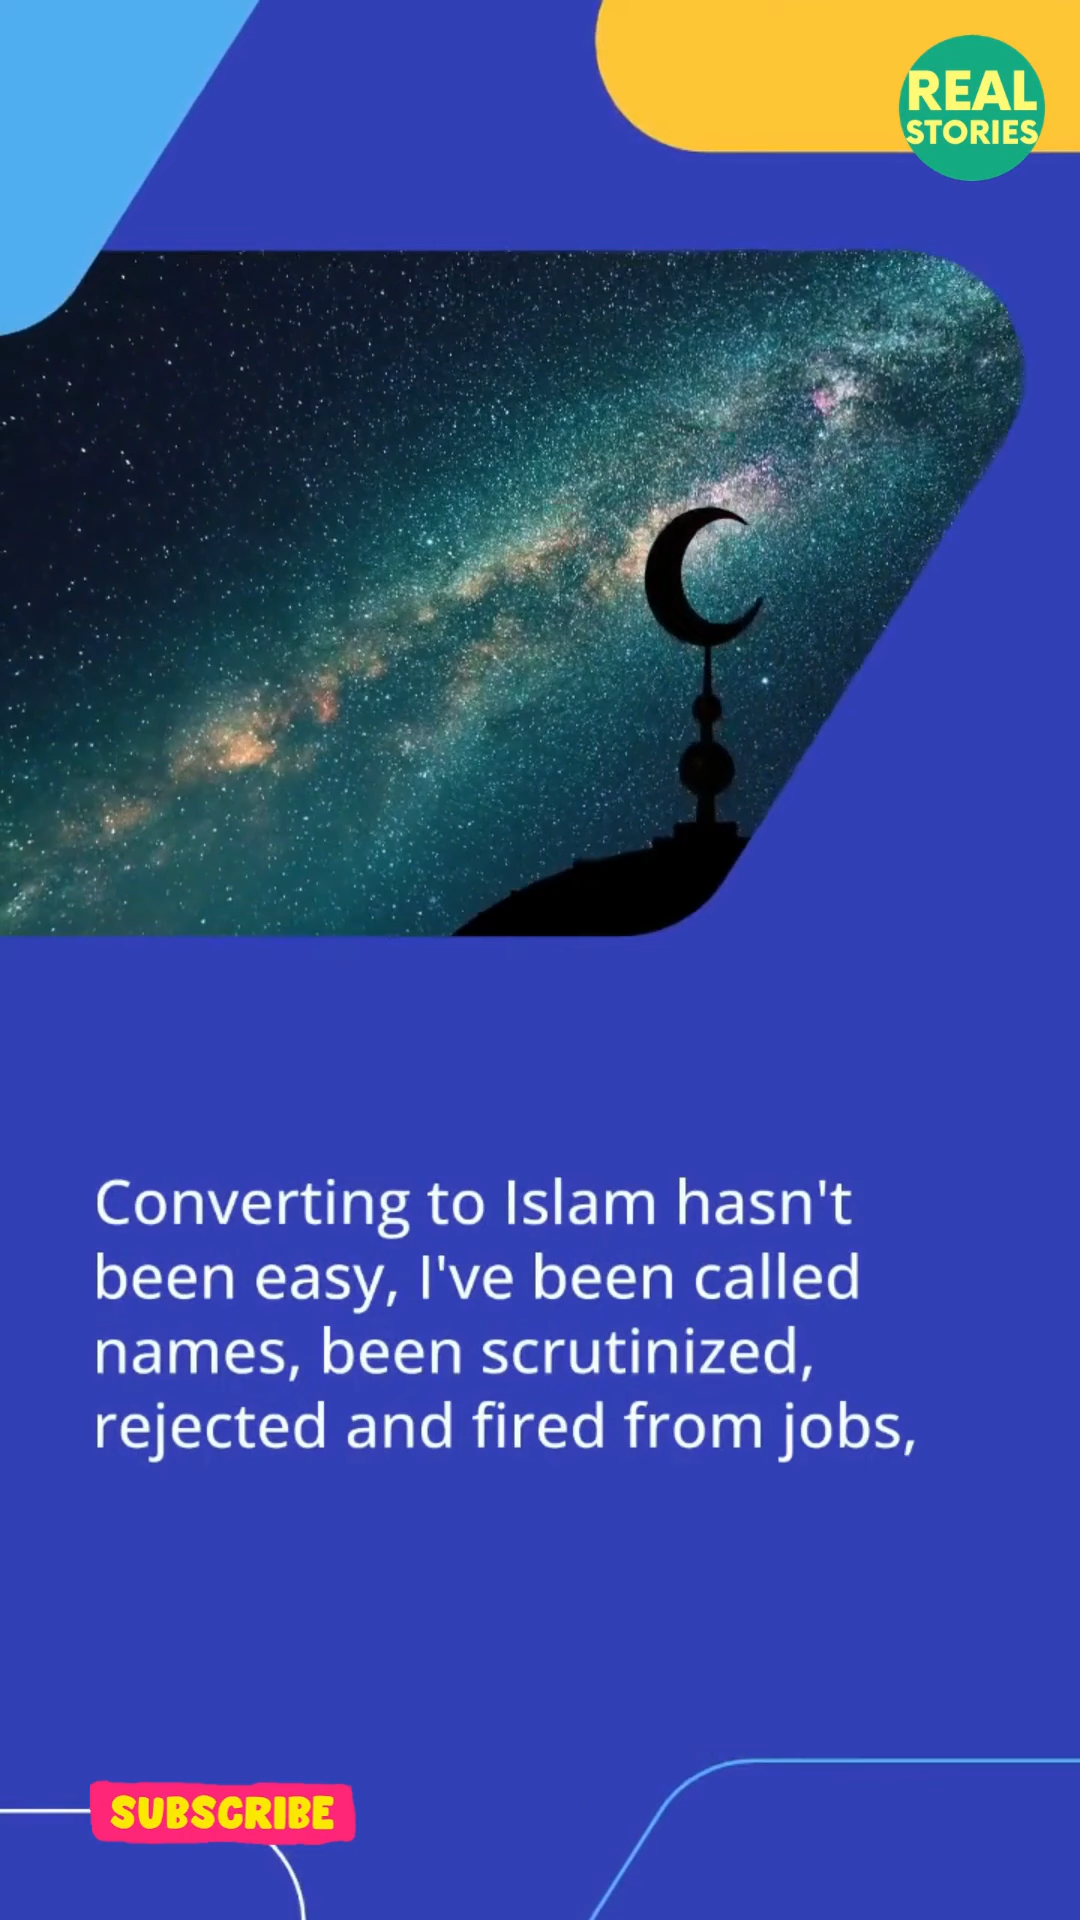 REAL
STORIES
Converting to Islam hasn't
been easy, I've been called
names, been scrutinized,
rejected and fired from jobs,
SUBSCRIBE